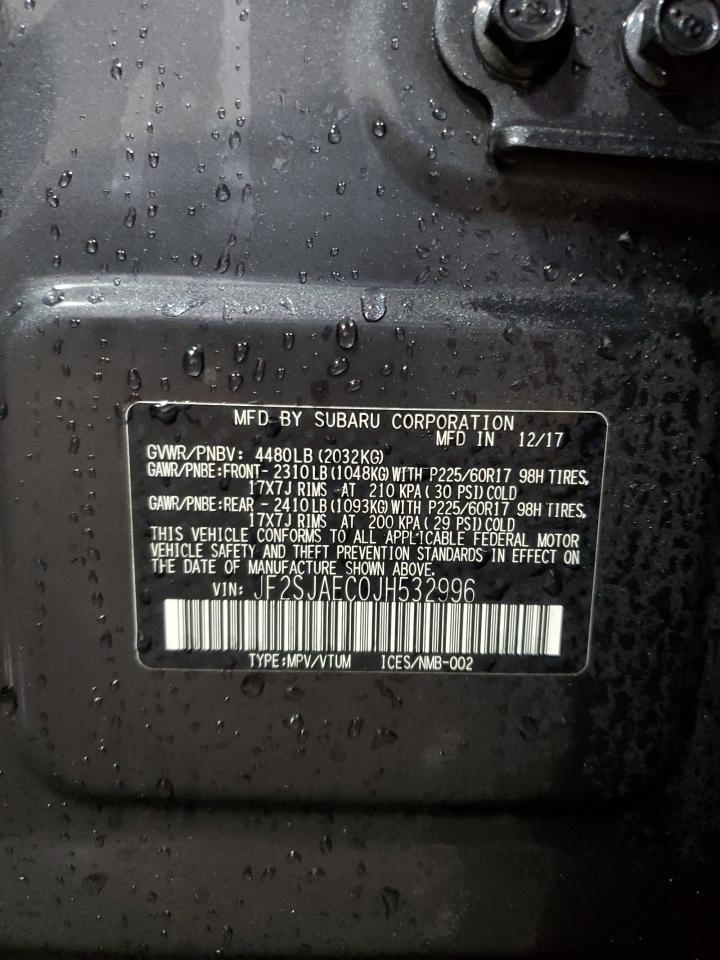 MFD BY SUBARU CORPORATION
MFD IN 12/17
GVWR/PNBV: 4480LB(2032KG)
GAWR/PNBE:FRONT-2310LB(1048KG)WITH P225/60R17 98H TIRES,
17X7J RIMS AT 210 KPA(30 PSI)COLD
GAWR/PNBE:REAR -2410LB(1093KG)WITH P225/60R17 98H TIRES,
17X7J RIMS AT 200 KPA(29 PSI)COLD
THIS VEHICLE CONFORMS TO ALL APPLICABLE FEDERAL MOTOR
VEHICLE SAFETY AND THEFT PREVENTION STANDARDS IN EFFECT ON
THE DATE OF MANUFACTURE SHOWN ABOVE.
VIN: JF2SJAEC0JH532996
TYPE:MPV/VTUM ICES/NMB-002